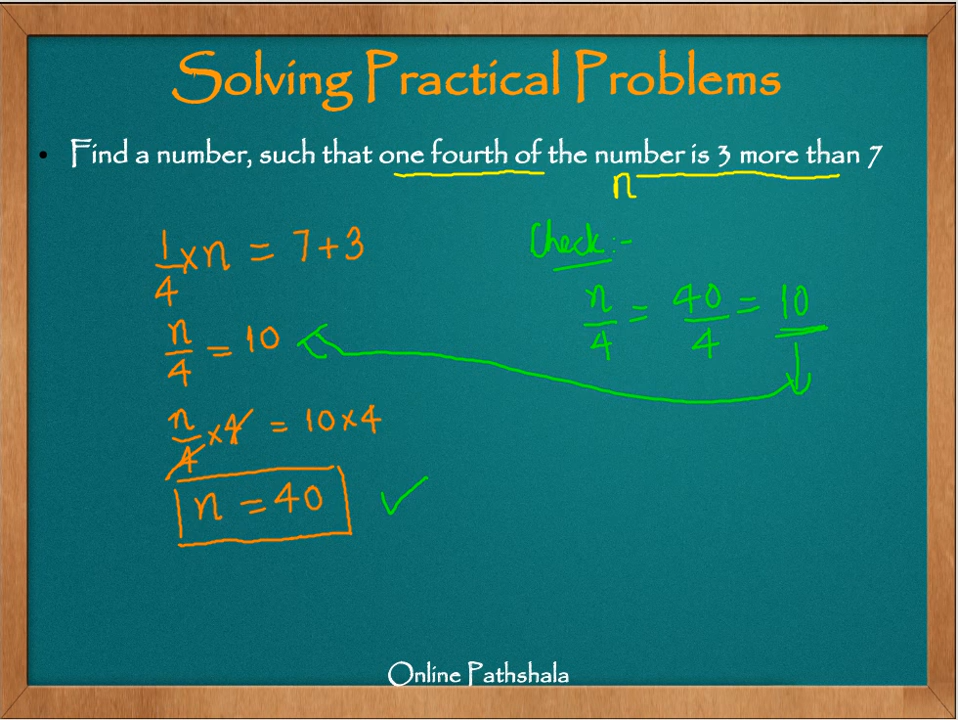 Solving Practical Problems
• Find a number, such that one fourth of the number is 3 more than 7
n
1/4 × n = 7 + 3
n/4 = 10
n/4 × 4 = 10 × 4
n = 40
Check :-
n/4 = 40/4 = 10
Online Pathshala